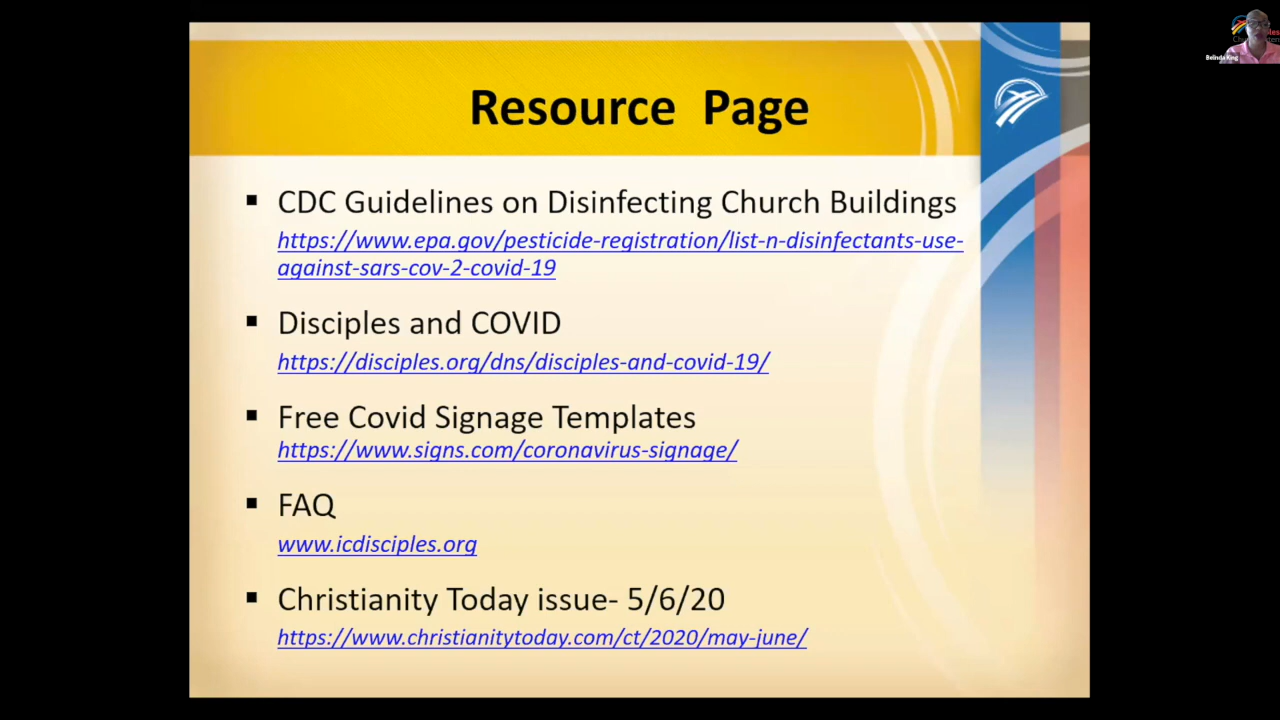 Resource Page
▪ CDC Guidelines on Disinfecting Church Buildings
https://www.epa.gov/pesticide-registration/list-n-disinfectants-use-
against-sars-cov-2-covid-19
▪ Disciples and COVID
https://disciples.org/dns/disciples-and-covid-19/
▪ Free Covid Signage Templates
https://www.signs.com/coronavirus-signage/
▪ FAQ
www.icdisciples.org
▪ Christianity Today issue- 5/6/20
https://www.christianitytoday.com/ct/2020/may-june/
Belinda King